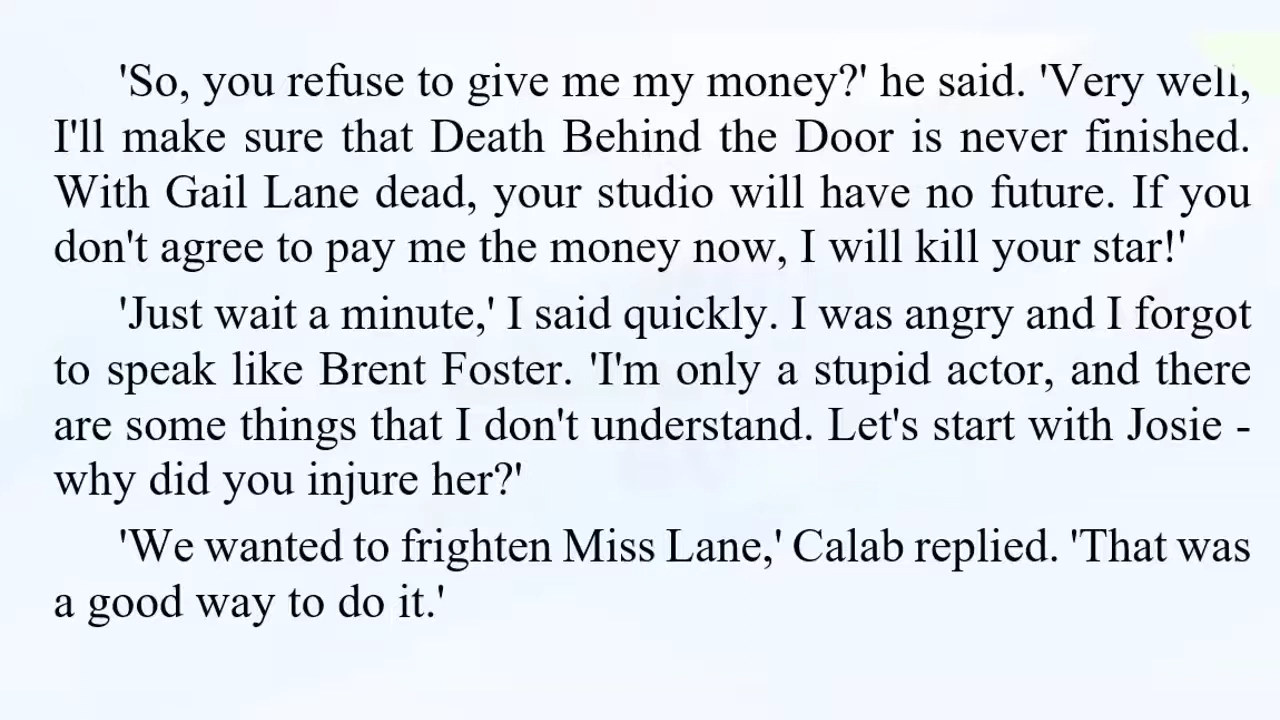 'So, you refuse to give me my money?' he said. 'Very well,
I'll make sure that Death Behind the Door is never finished.
With Gail Lane dead, your studio will have no future. If you
don't agree to pay me the money now, I will kill your star!'
'Just wait a minute,' I said quickly. I was angry and I forgot
to speak like Brent Foster. 'I'm only a stupid actor, and there
are some things that I don't understand. Let's start with Josie -
why did you injure her?'
'We wanted to frighten Miss Lane,' Calab replied. 'That was
a good way to do it.'